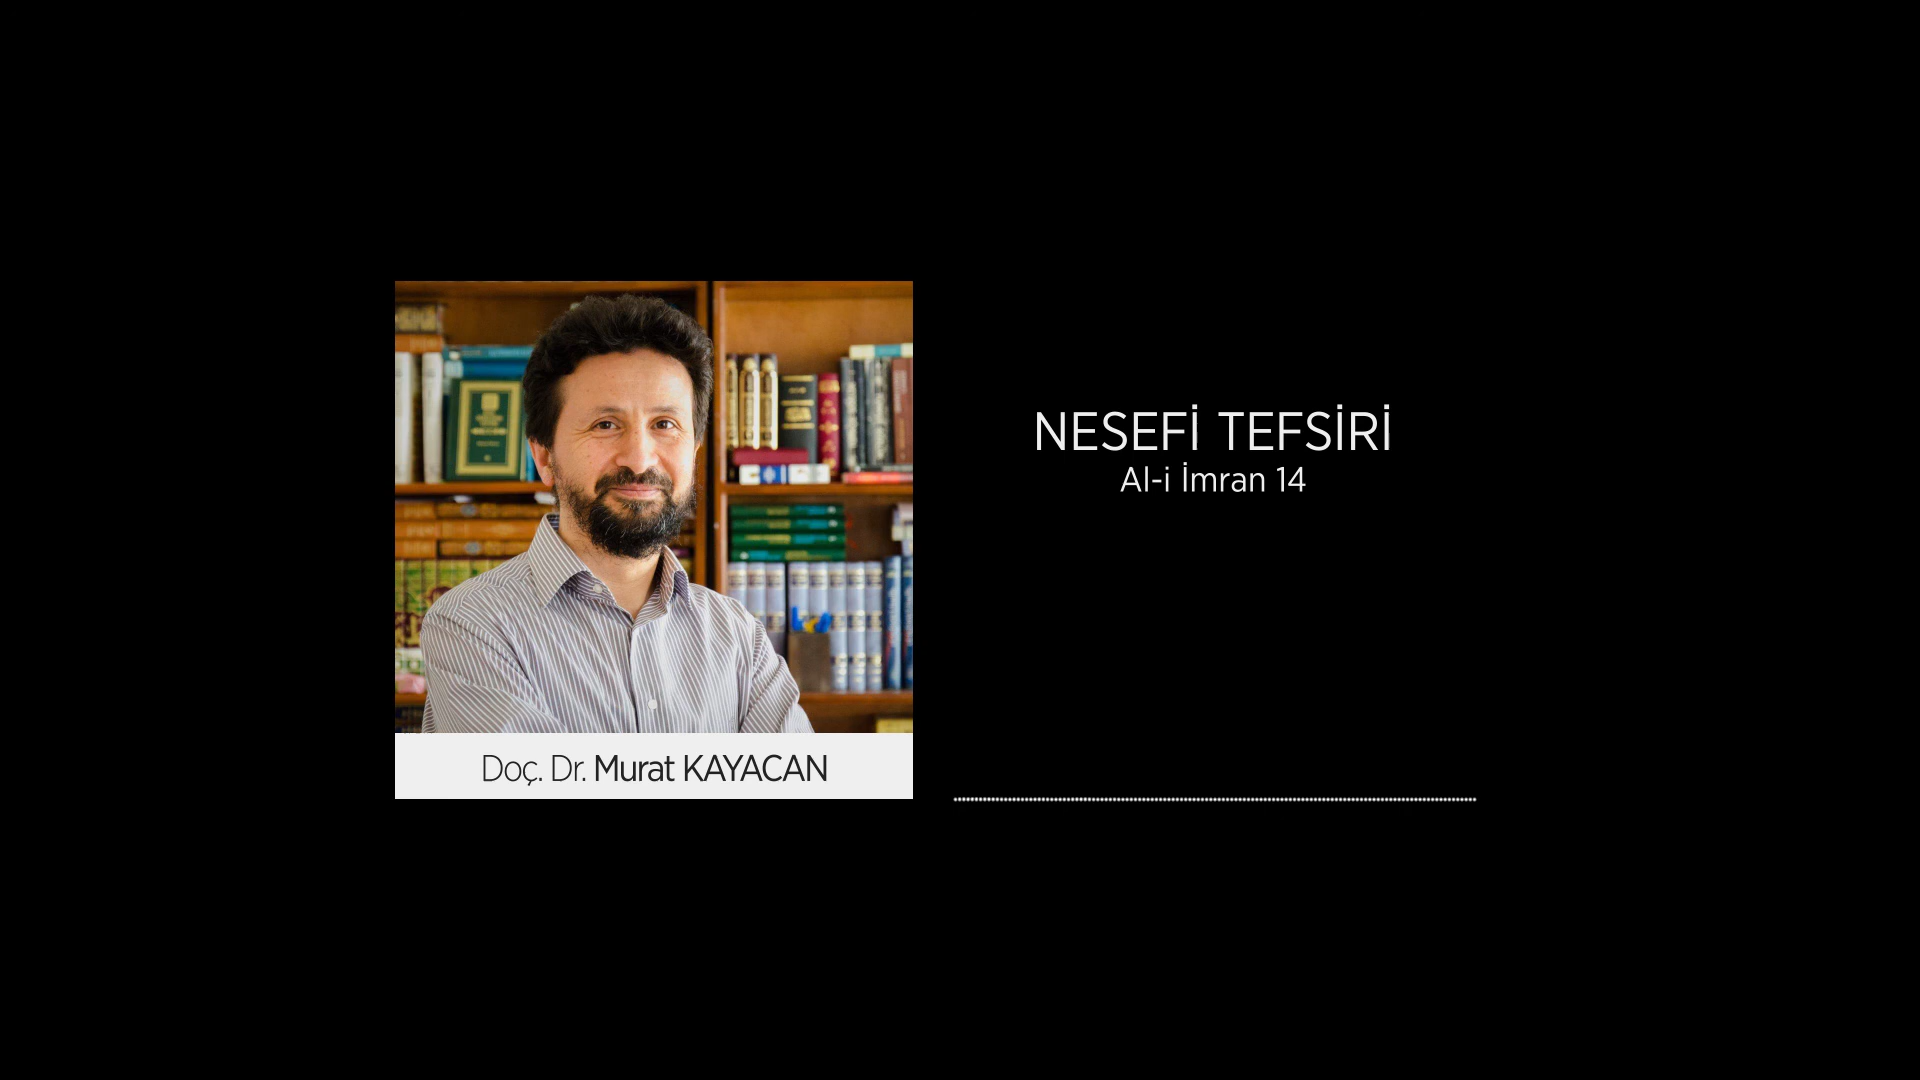 NESEFİ TEFSİRİ
Al-i İmran 14
Doç. Dr. Murat KAYACAN